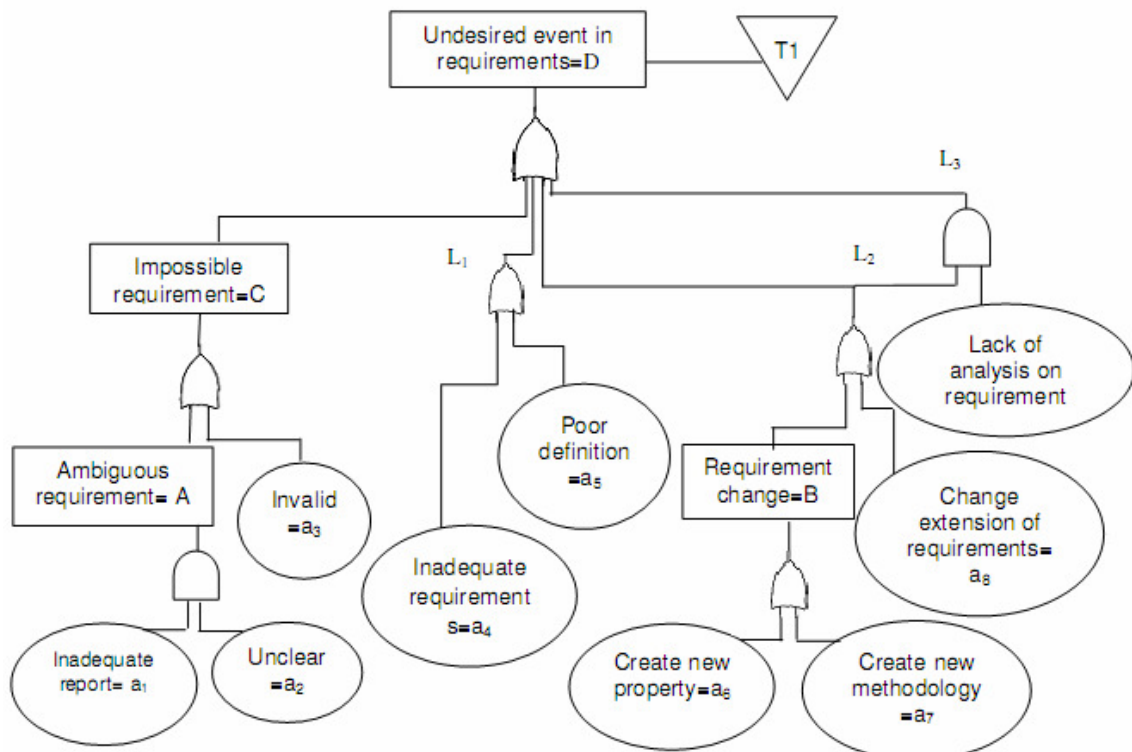 Undesired event in
requirements=D
T1
L₃
Impossible
requirement=C
L₁
L₂
Lack of
analysis on
requirement
Poor
definition
=a₅
Ambiguous
requirement= A
Invalid
=a₃
Requirement
change=B
Change
extension of
requirements=
a₈
Inadequate
requirement
s=a₄
Inadequate
report= a₁
Unclear
=a₂
Create new
property=a₆
Create new
methodology
=a₇